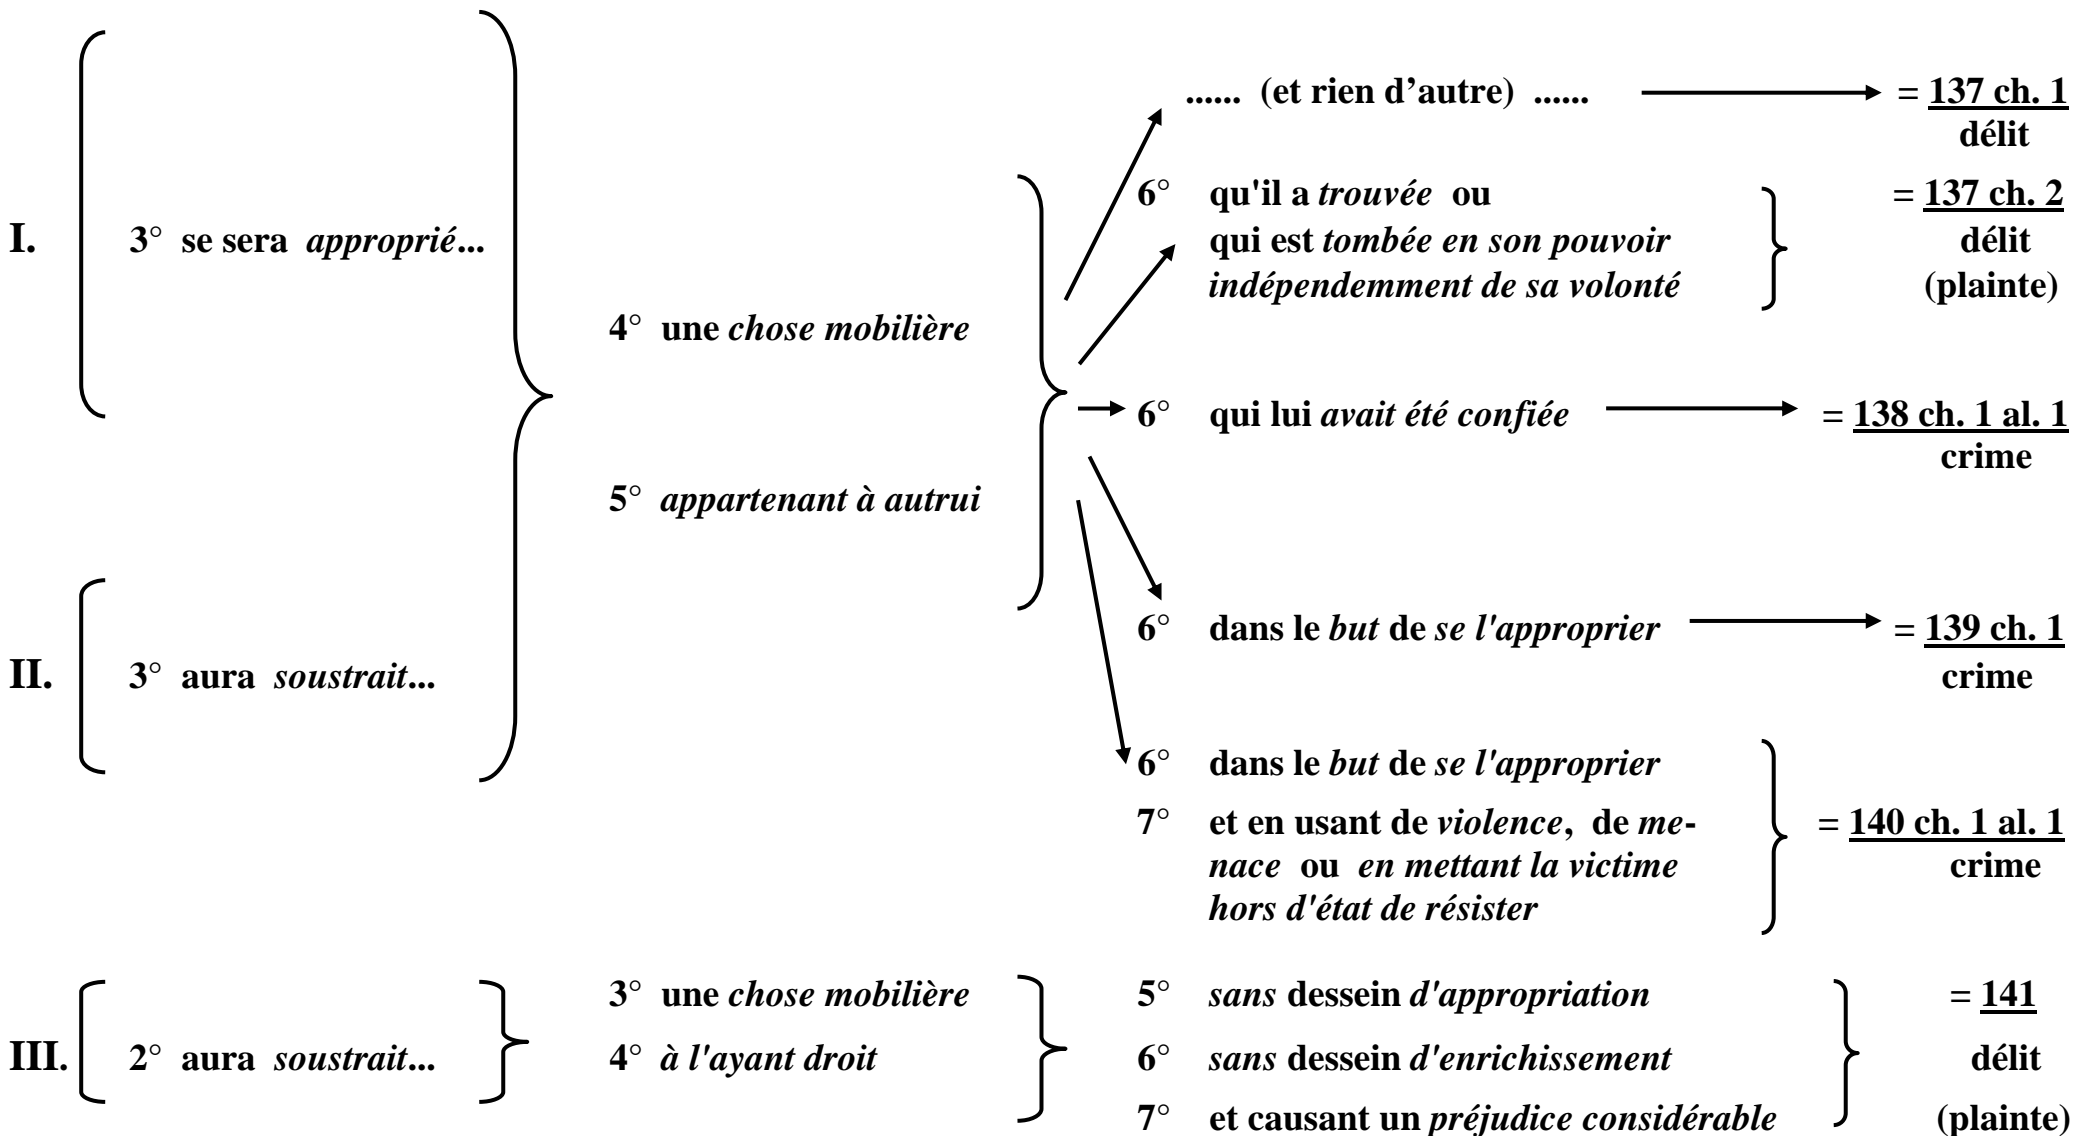 ...... (et rien d’autre) ...... = 137 ch. 1
délit
6° qu'il a trouvée ou = 137 ch. 2
I. 3° se sera approprié... qui est tombée en son pouvoir délit
indépendemment de sa volonté (plainte)
4° une chose mobilière
6° qui lui avait été confiée = 138 ch. 1 al. 1
crime
5° appartenant à autrui
6° dans le but de se l'approprier = 139 ch. 1
II. 3° aura soustrait... crime
6° dans le but de se l'approprier
7° et en usant de violence, de me- = 140 ch. 1 al. 1
nace ou en mettant la victime crime
hors d'état de résister
3° une chose mobilière 5° sans dessein d'appropriation = 141
III. 2° aura soustrait... 4° à l'ayant droit 6° sans dessein d'enrichissement délit
7° et causant un préjudice considérable (plainte)